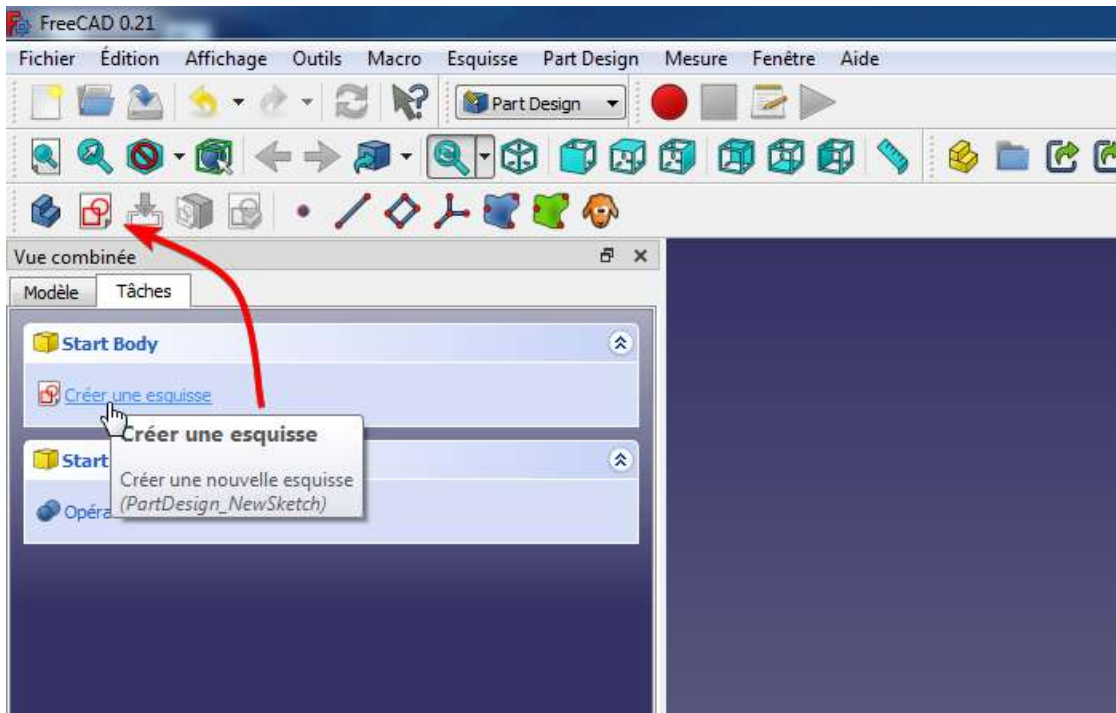 FreeCAD 0.21
Fichier Édition Affichage Outils Macro Esquisse Part Design Mesure Fenêtre Aide
Part Design
Vue combinée
Modèle Tâches
Start Body
Créer une esquisse
Créer une esquisse
Start
Créer une nouvelle esquisse
Opéra
(PartDesign_NewSketch)